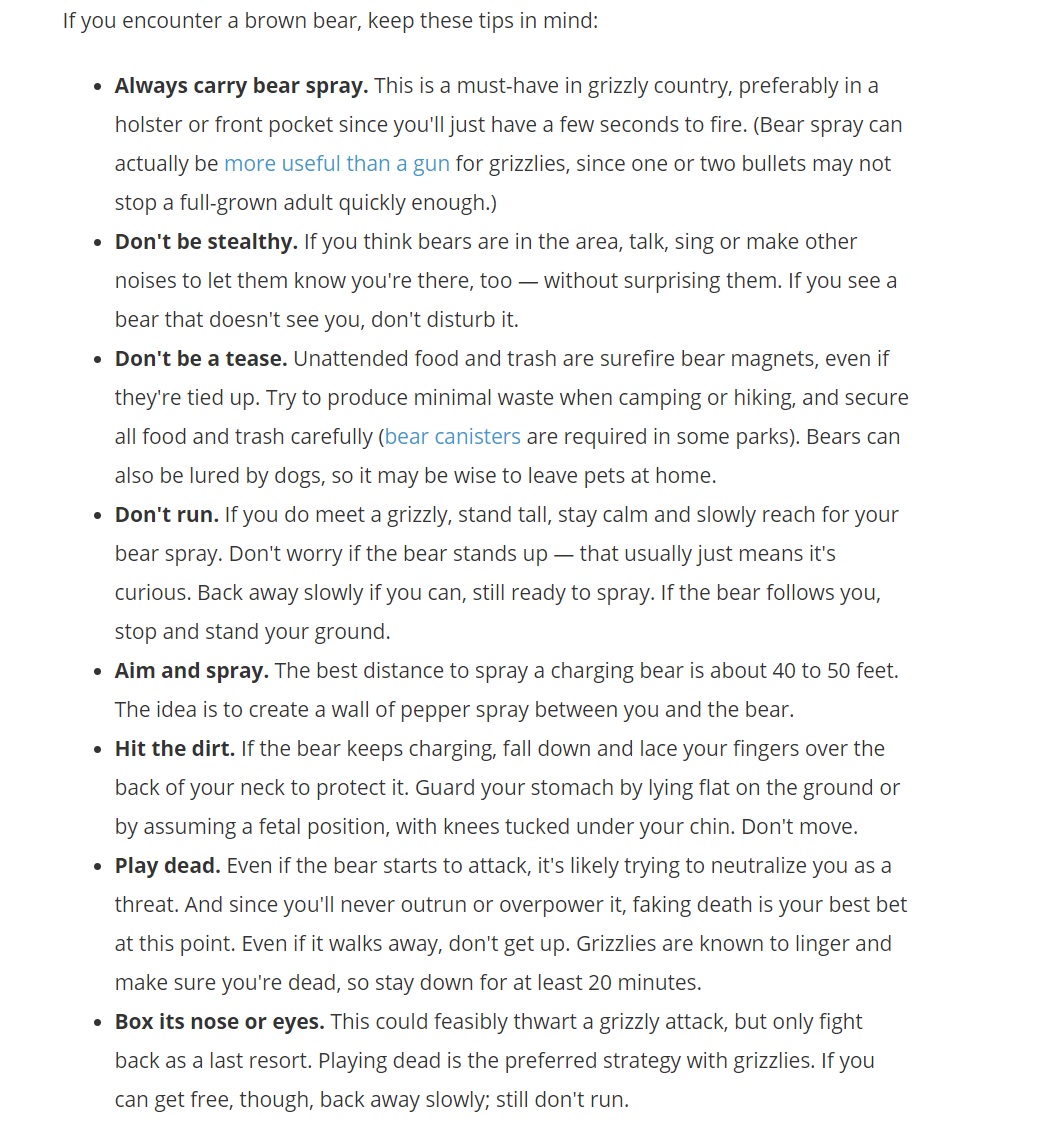 If you encounter a brown bear, keep these tips in mind:
• Always carry bear spray. This is a must-have in grizzly country, preferably in a
holster or front pocket since you'll just have a few seconds to fire. (Bear spray can
actually be more useful than a gun for grizzlies, since one or two bullets may not
stop a full-grown adult quickly enough.)
• Don't be stealthy. If you think bears are in the area, talk, sing or make other
noises to let them know you're there, too — without surprising them. If you see a
bear that doesn't see you, don't disturb it.
• Don't be a tease. Unattended food and trash are surefire bear magnets, even if
they're tied up. Try to produce minimal waste when camping or hiking, and secure
all food and trash carefully (bear canisters are required in some parks). Bears can
also be lured by dogs, so it may be wise to leave pets at home.
• Don't run. If you do meet a grizzly, stand tall, stay calm and slowly reach for your
bear spray. Don't worry if the bear stands up — that usually just means it's
curious. Back away slowly if you can, still ready to spray. If the bear follows you,
stop and stand your ground.
• Aim and spray. The best distance to spray a charging bear is about 40 to 50 feet.
The idea is to create a wall of pepper spray between you and the bear.
• Hit the dirt. If the bear keeps charging, fall down and lace your fingers over the
back of your neck to protect it. Guard your stomach by lying flat on the ground or
by assuming a fetal position, with knees tucked under your chin. Don't move.
• Play dead. Even if the bear starts to attack, it's likely trying to neutralize you as a
threat. And since you'll never outrun or overpower it, faking death is your best bet
at this point. Even if it walks away, don't get up. Grizzlies are known to linger and
make sure you're dead, so stay down for at least 20 minutes.
• Box its nose or eyes. This could feasibly thwart a grizzly attack, but only fight
back as a last resort. Playing dead is the preferred strategy with grizzlies. If you
can get free, though, back away slowly; still don't run.